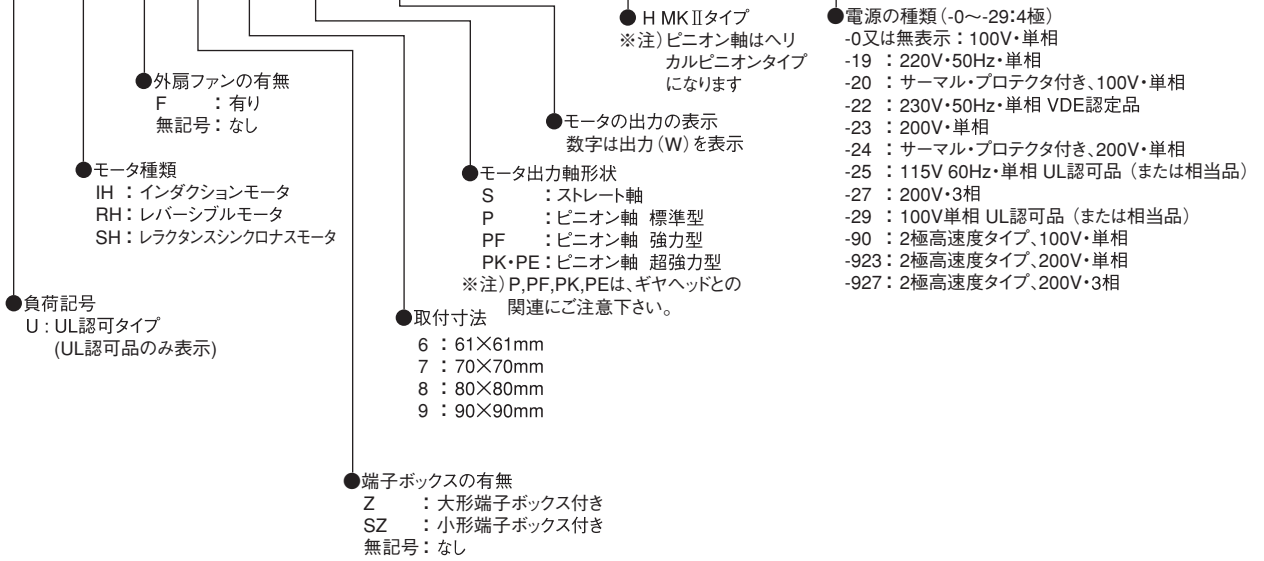 ●H MKⅡタイプ
※注）ピニオン軸はヘリ
カルピニオンタイプ
になります
●電源の種類（-0〜-29：4極）
-0又は無表示：100V・単相
-19 ：220V・50Hz・単相
-20 ：サーマル・プロテクタ付き、100V・単相
-22 ：230V・50Hz・単相 VDE認定品
-23 ：200V・単相
-24 ：サーマル・プロテクタ付き、200V・単相
-25 ：115V 60Hz・単相 UL認可品（または相当品）
-27 ：200V・3相
-29 ：100V単相 UL認可品（または相当品）
-90 ：2極高速度タイプ、100V・単相
-923：2極高速度タイプ、200V・単相
-927：2極高速度タイプ、200V・3相
●外扇ファンの有無
F ：有り
無記号：なし
●モータの出力の表示
数字は出力（W）を表示
●モータ種類
IH ：インダクションモータ
RH：レバーシブルモータ
SH：レラクタンスシンクロナスモータ
●モータ出力軸形状
S ：ストレート軸
P ：ピニオン軸 標準型
PF ：ピニオン軸 強力型
PK・PE：ピニオン軸 超強力型
※注）P,PF,PK,PEは、ギヤヘッドとの
関連にご注意下さい。
●負荷記号
U : UL認可タイプ
(UL認可品のみ表示)
●取付寸法
6 ：61×61mm
7 ：70×70mm
8 ：80×80mm
9 ：90×90mm
●端子ボックスの有無
Z ：大形端子ボックス付き
SZ ：小形端子ボックス付き
無記号：なし